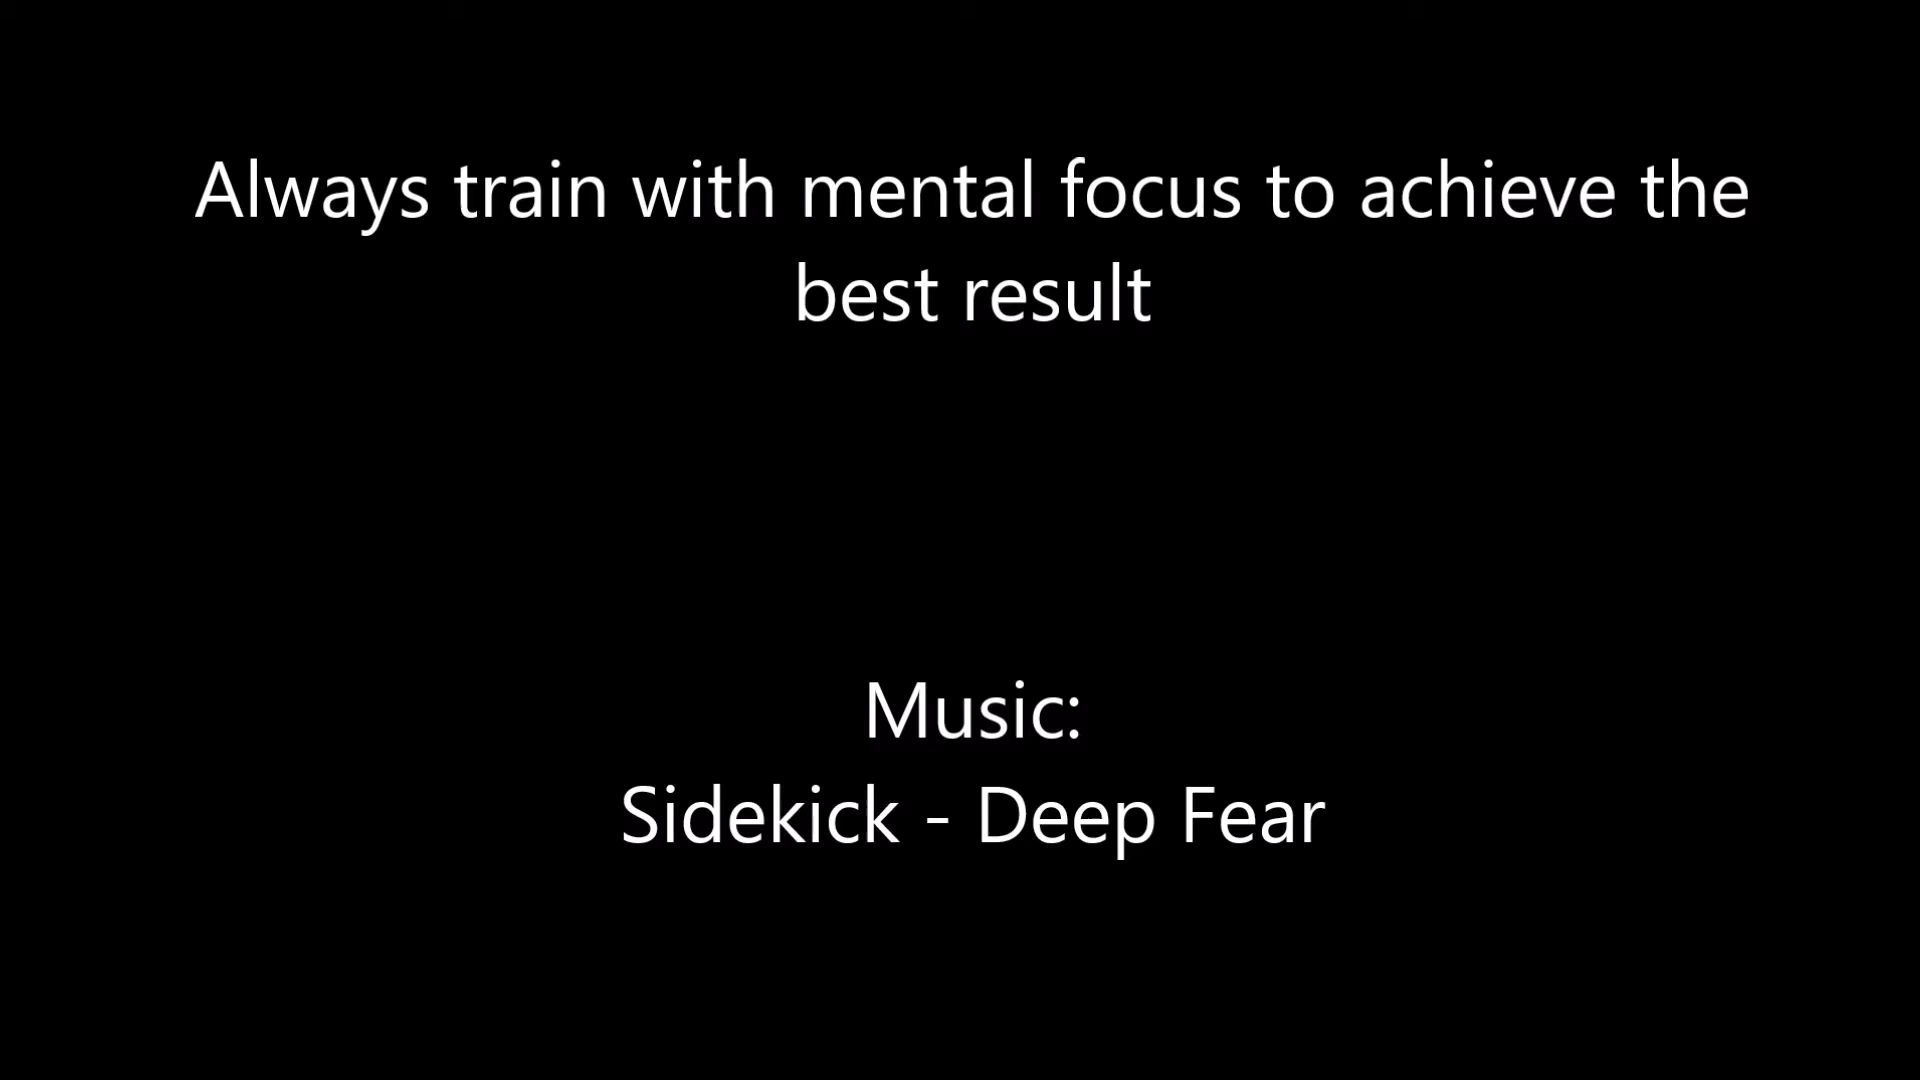 Always train with mental focus to achieve the
best result
Music:
Sidekick - Deep Fear